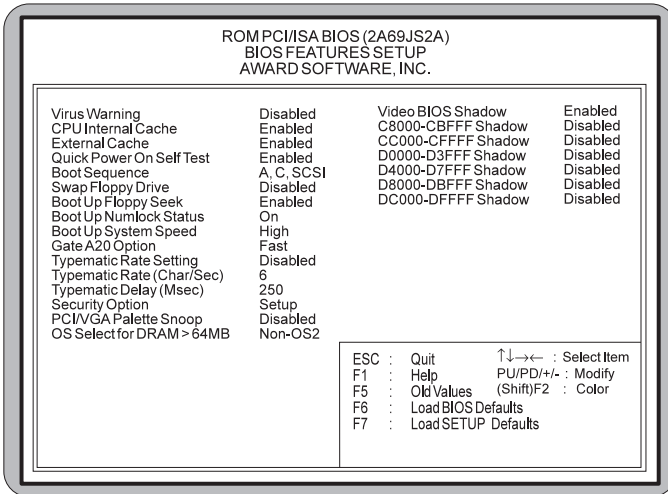 ROM PCI/ISA BIOS (2A69JS2A)
BIOS FEATURES SETUP
AWARD SOFTWARE, INC.
Virus Warning Disabled
CPU Internal Cache Enabled
External Cache Enabled
Quick Power On Self Test Enabled
Boot Sequence A, C, SCSI
Swap Floppy Drive Disabled
Boot Up Floppy Seek Enabled
Boot Up Numlock Status On
Boot Up System Speed High
Gate A20 Option Fast
Typematic Rate Setting Disabled
Typematic Rate (Char/Sec) 6
Typematic Delay (Msec) 250
Security Option Setup
PCI/VGA Palette Snoop Disabled
OS Select for DRAM > 64MB Non-OS2
Video BIOS Shadow Enabled
C8000-CBFFF Shadow Disabled
CC000-CFFFF Shadow Disabled
D0000-D3FFF Shadow Disabled
D4000-D7FFF Shadow Disabled
D8000-DBFFF Shadow Disabled
DC000-DFFFF Shadow Disabled
ESC : Quit ↑↓→← : Select Item
F1 : Help PU/PD/+/- : Modify
F5 : Old Values (Shift)F2 : Color
F6 : Load BIOS Defaults
F7 : Load SETUP Defaults